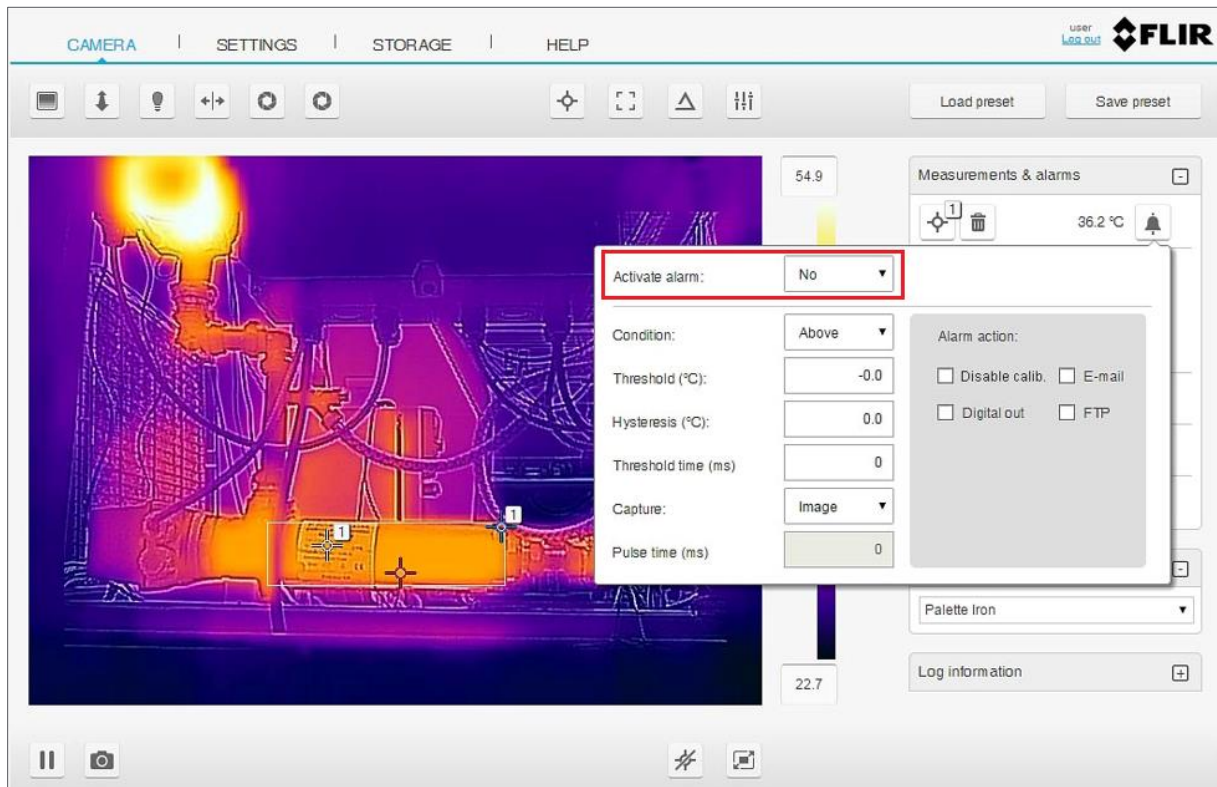 user
Log out
FLIR
CAMERA | SETTINGS | STORAGE | HELP
Load preset
Save preset
54.9
Measurements & alarms
1
36.2 °C
Activate alarm: No
Condition: Above
Threshold (°C): -0.0
Hysteresis (°C): 0.0
Threshold time (ms) 0
Capture: Image
Pulse time (ms) 0
Alarm action:
Disable calib. E-mail
Digital out FTP
1
1
Palette Iron
Log information
22.7